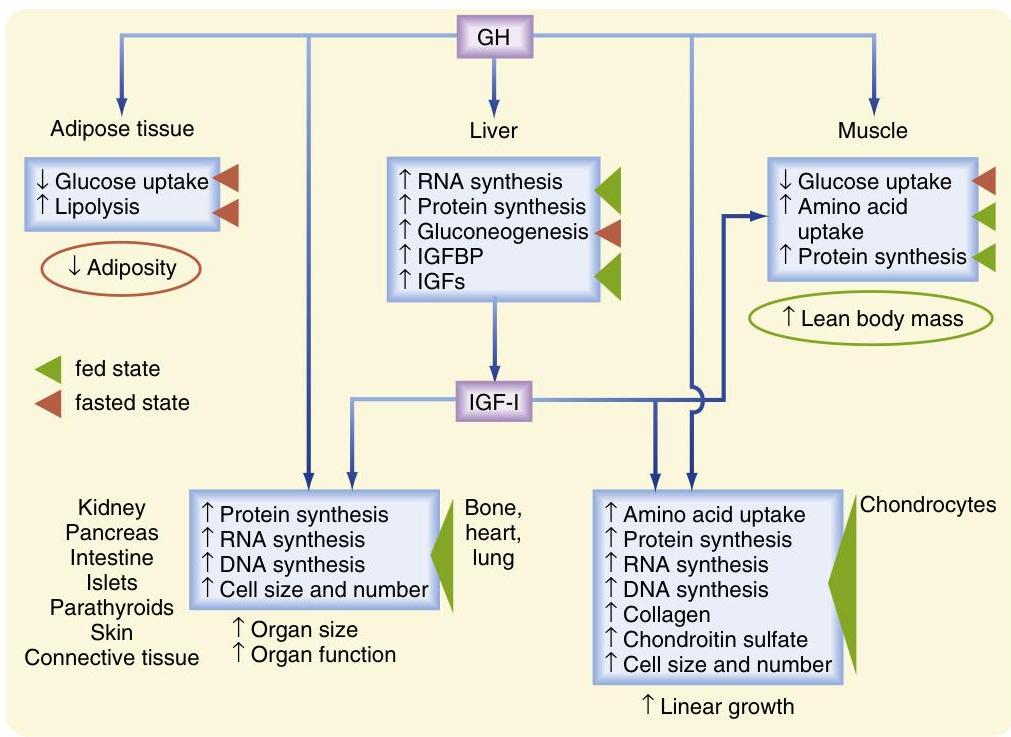 GH
Adipose tissue
↓ Glucose uptake
↑ Lipolysis
↓ Adiposity
Liver
↑ RNA synthesis
↑ Protein synthesis
↑ Gluconeogenesis
↑ IGFBP
↑ IGFs
Muscle
↓ Glucose uptake
↑ Amino acid
uptake
↑ Protein synthesis
↑ Lean body mass
fed state
fasted state
IGF-I
Kidney
Pancreas
Intestine
Islets
Parathyroids
Skin
Connective tissue
↑ Protein synthesis
↑ RNA synthesis
↑ DNA synthesis
↑ Cell size and number
↑ Organ size
↑ Organ function
Bone,
heart,
lung
↑ Amino acid uptake
↑ Protein synthesis
↑ RNA synthesis
↑ DNA synthesis
↑ Collagen
↑ Chondroitin sulfate
↑ Cell size and number
↑ Linear growth
Chondrocytes